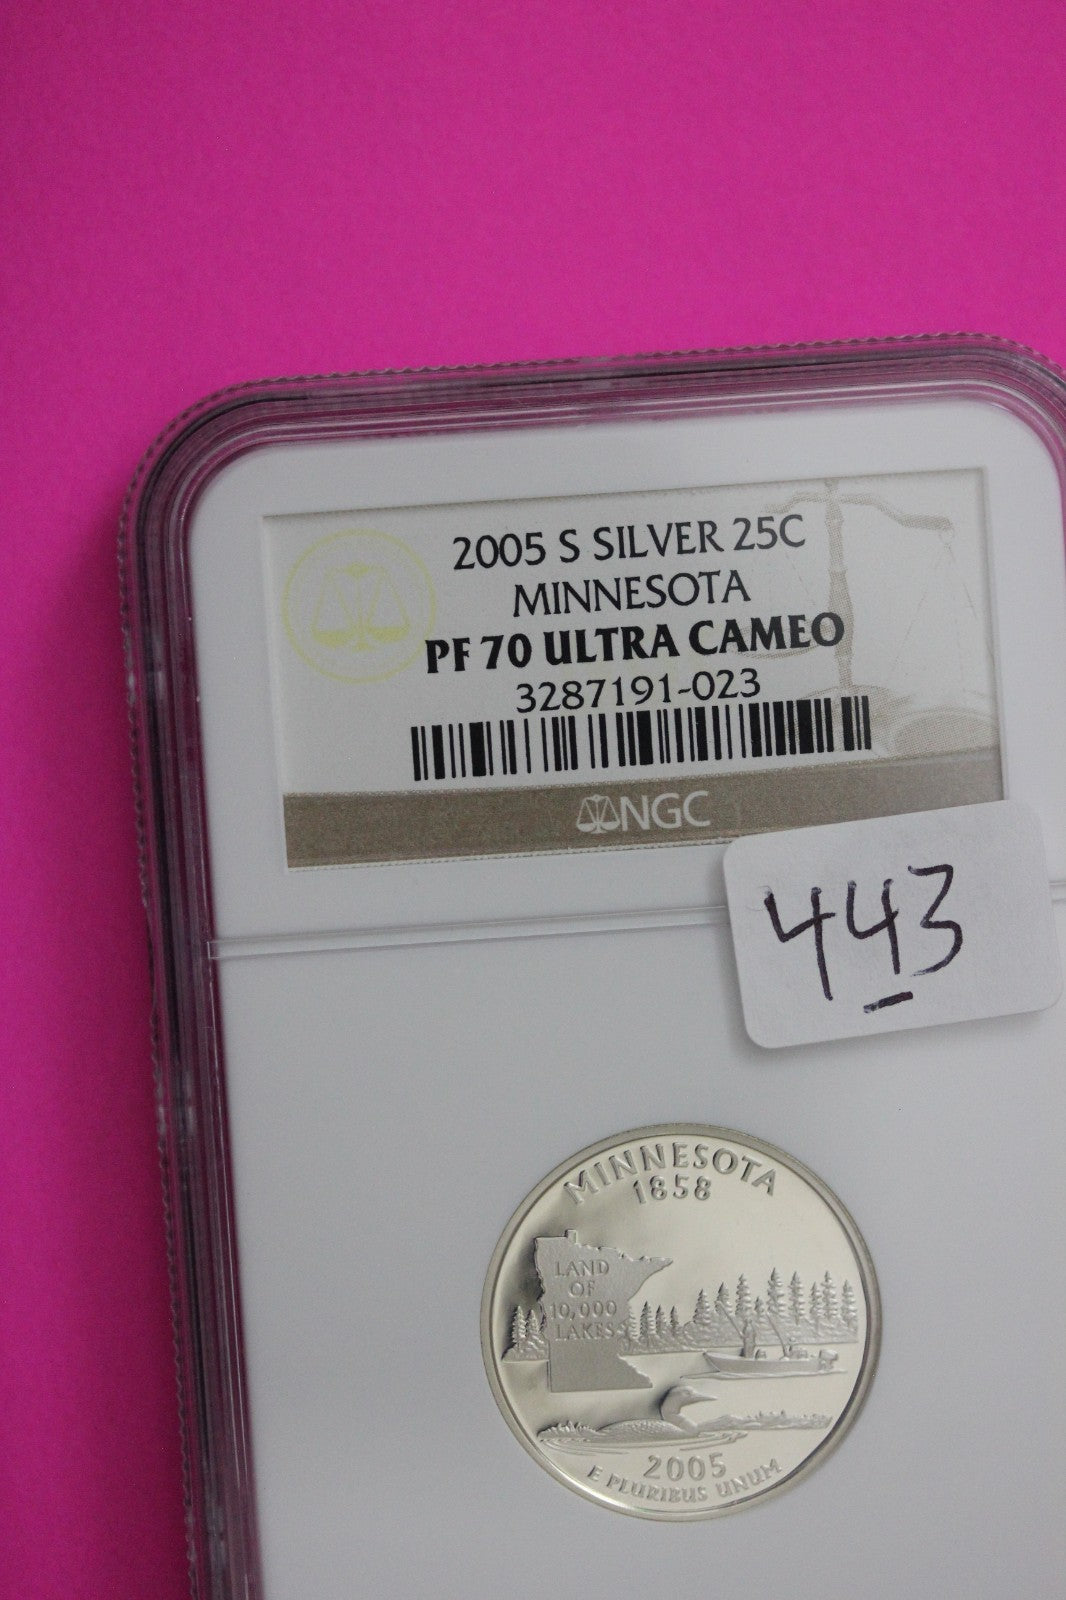 2005 S SILVER 25C
MINNESOTA
PF 70 ULTRA CAMEO
3287191-023
NGC
443
MINNESOTA
1858
LAND
OF
10,000
LAKES
2005
E PLURIBUS UNUM